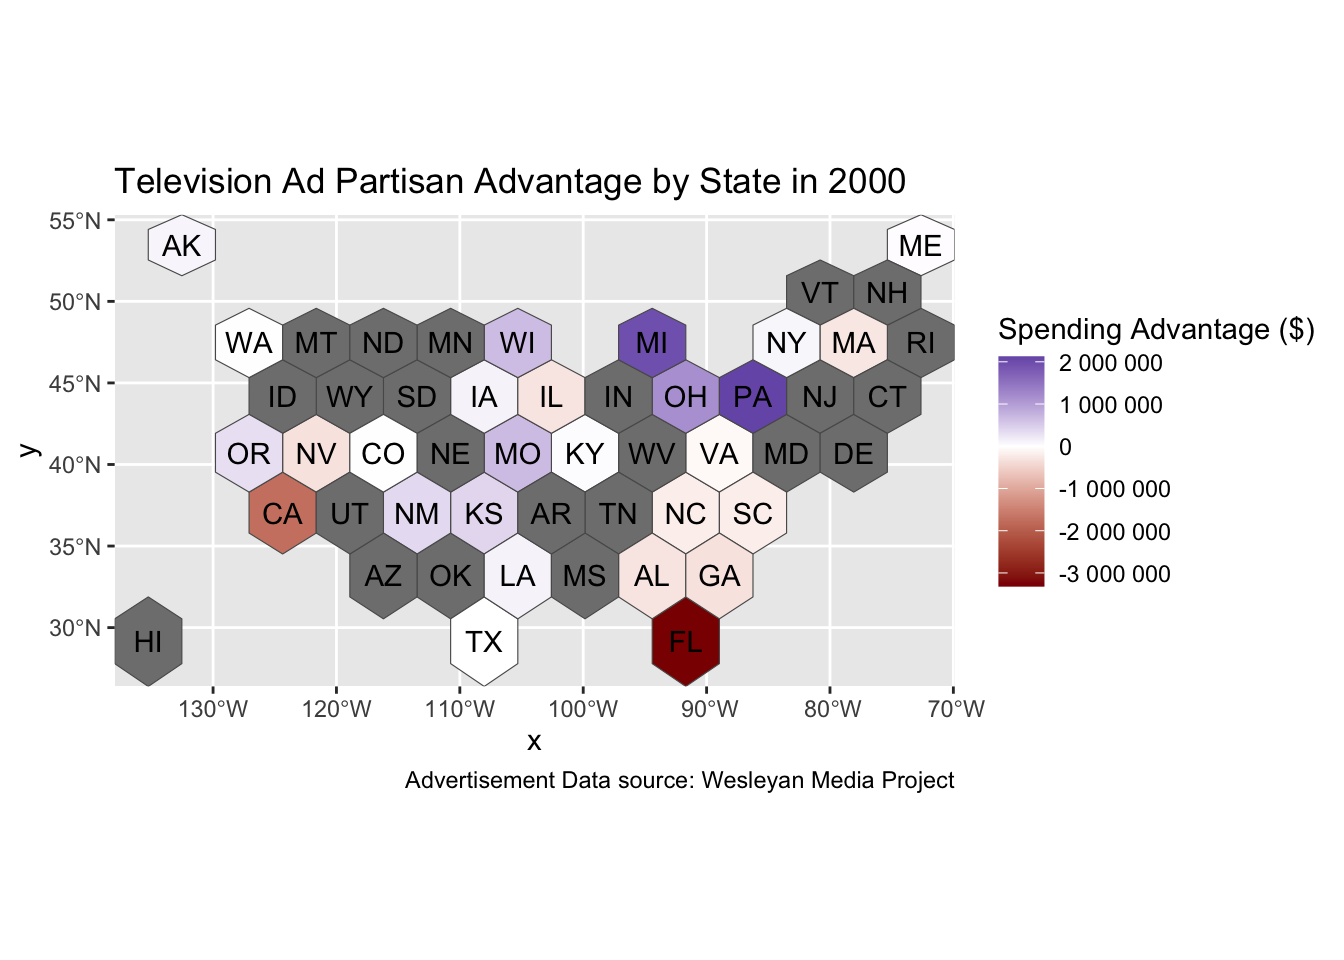 Television Ad Partisan Advantage by State in 2000
55°N
50°N
45°N
40°N
35°N
30°N
y
AK ME
VT NH
WA MT ND MN WI MI NY MA RI
ID WY SD IA IL IN OH PA NJ CT
OR NV CO NE MO KY WV VA MD DE
CA UT NM KS AR TN NC SC
AZ OK LA MS AL GA
HI TX FL
130°W 120°W 110°W 100°W 90°W 80°W 70°W
x
Spending Advantage ($)
2 000 000
1 000 000
0
-1 000 000
-2 000 000
-3 000 000
Advertisement Data source: Wesleyan Media Project